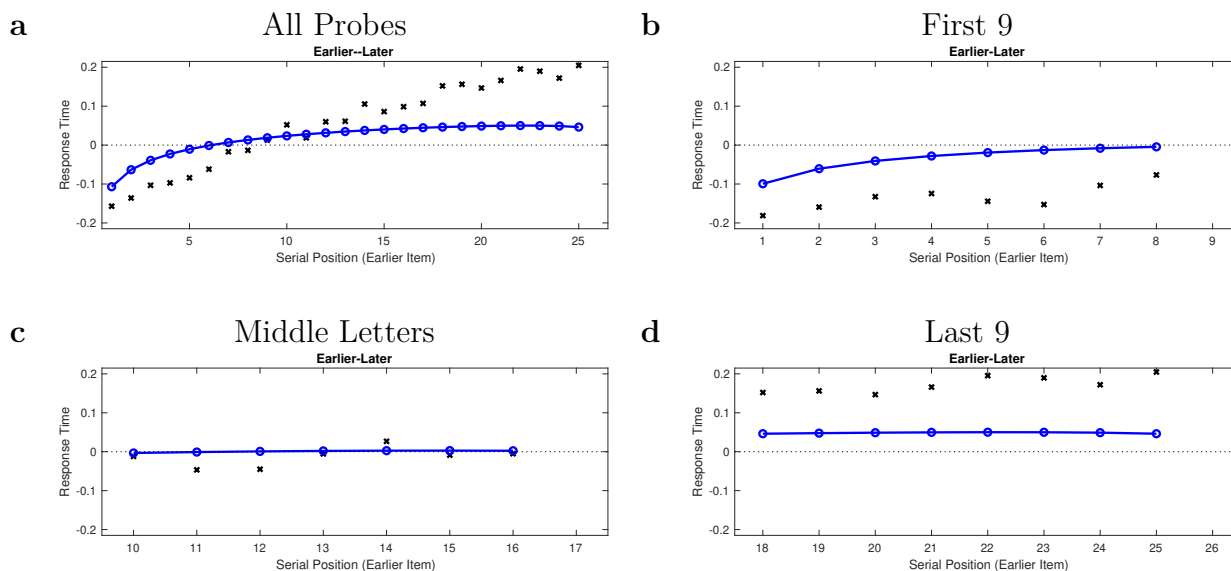 a
All Probes
Earlier--Later
0.2
0.1
0
-0.1
-0.2
Response Time
5
10
15
20
25
Serial Position (Earlier Item)
b
First 9
Earlier-Later
0.2
0.1
0
-0.1
-0.2
Response Time
1
2
3
4
5
6
7
8
9
Serial Position (Earlier Item)
c
Middle Letters
Earlier-Later
0.2
0.1
0
-0.1
-0.2
Response Time
10
11
12
13
14
15
16
17
Serial Position (Earlier Item)
d
Last 9
Earlier-Later
0.2
0.1
0
-0.1
-0.2
Response Time
18
19
20
21
22
23
24
25
26
Serial Position (Earlier Item)